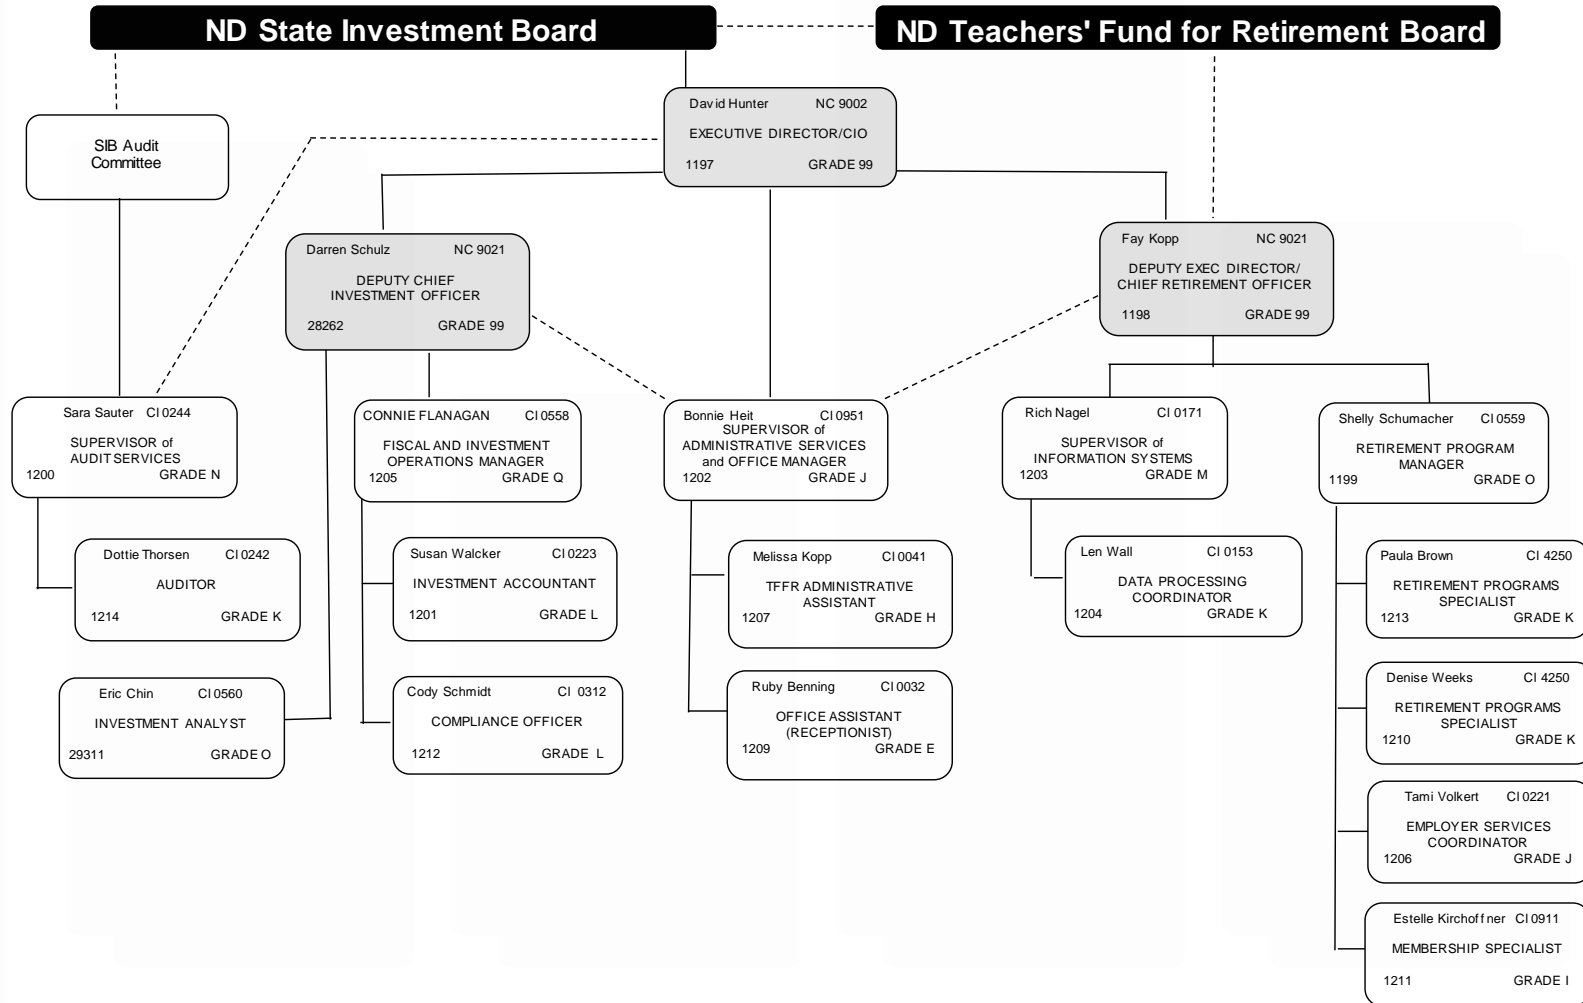 ND State Investment Board
ND Teachers' Fund for Retirement Board
David Hunter NC 9002
EXECUTIVE DIRECTOR/CIO
1197 GRADE 99
SIB Audit
Committee
Darren Schulz NC 9021
DEPUTY CHIEF
INVESTMENT OFFICER
28262 GRADE 99
Fay Kopp NC 9021
DEPUTY EXEC DIRECTOR/
CHIEF RETIREMENT OFFICER
1198 GRADE 99
Sara Sauter CI 0244
SUPERVISOR of
AUDIT SERVICES
1200 GRADE N
CONNIE FLANAGAN CI 0558
FISCAL AND INVESTMENT
OPERATIONS MANAGER
1205 GRADE Q
Bonnie Heit CI 0951
SUPERVISOR of
ADMINISTRATIVE SERVICES
and OFFICE MANAGER
1202 GRADE J
Rich Nagel CI 0171
SUPERVISOR of
INFORMATION SYSTEMS
1203 GRADE M
Shelly Schumacher CI 0559
RETIREMENT PROGRAM
MANAGER
1199 GRADE O
Dottie Thorsen CI 0242
AUDITOR
1214 GRADE K
Susan Walcker CI 0223
INVESTMENT ACCOUNTANT
1201 GRADE L
Melissa Kopp CI 0041
TFFR ADMINISTRATIVE
ASSISTANT
1207 GRADE H
Len Wall CI 0153
DATA PROCESSING
COORDINATOR
1204 GRADE K
Paula Brown CI 4250
RETIREMENT PROGRAMS
SPECIALIST
1213 GRADE K
Eric Chin CI 0560
INVESTMENT ANALYST
29311 GRADE O
Cody Schmidt CI 0312
COMPLIANCE OFFICER
1212 GRADE L
Ruby Benning CI 0032
OFFICE ASSISTANT
(RECEPTIONIST)
1209 GRADE E
Denise Weeks CI 4250
RETIREMENT PROGRAMS
SPECIALIST
1210 GRADE K
Tami Volkert CI 0221
EMPLOYER SERVICES
COORDINATOR
1206 GRADE J
Estelle Kirchoffner CI 0911
MEMBERSHIP SPECIALIST
1211 GRADE I